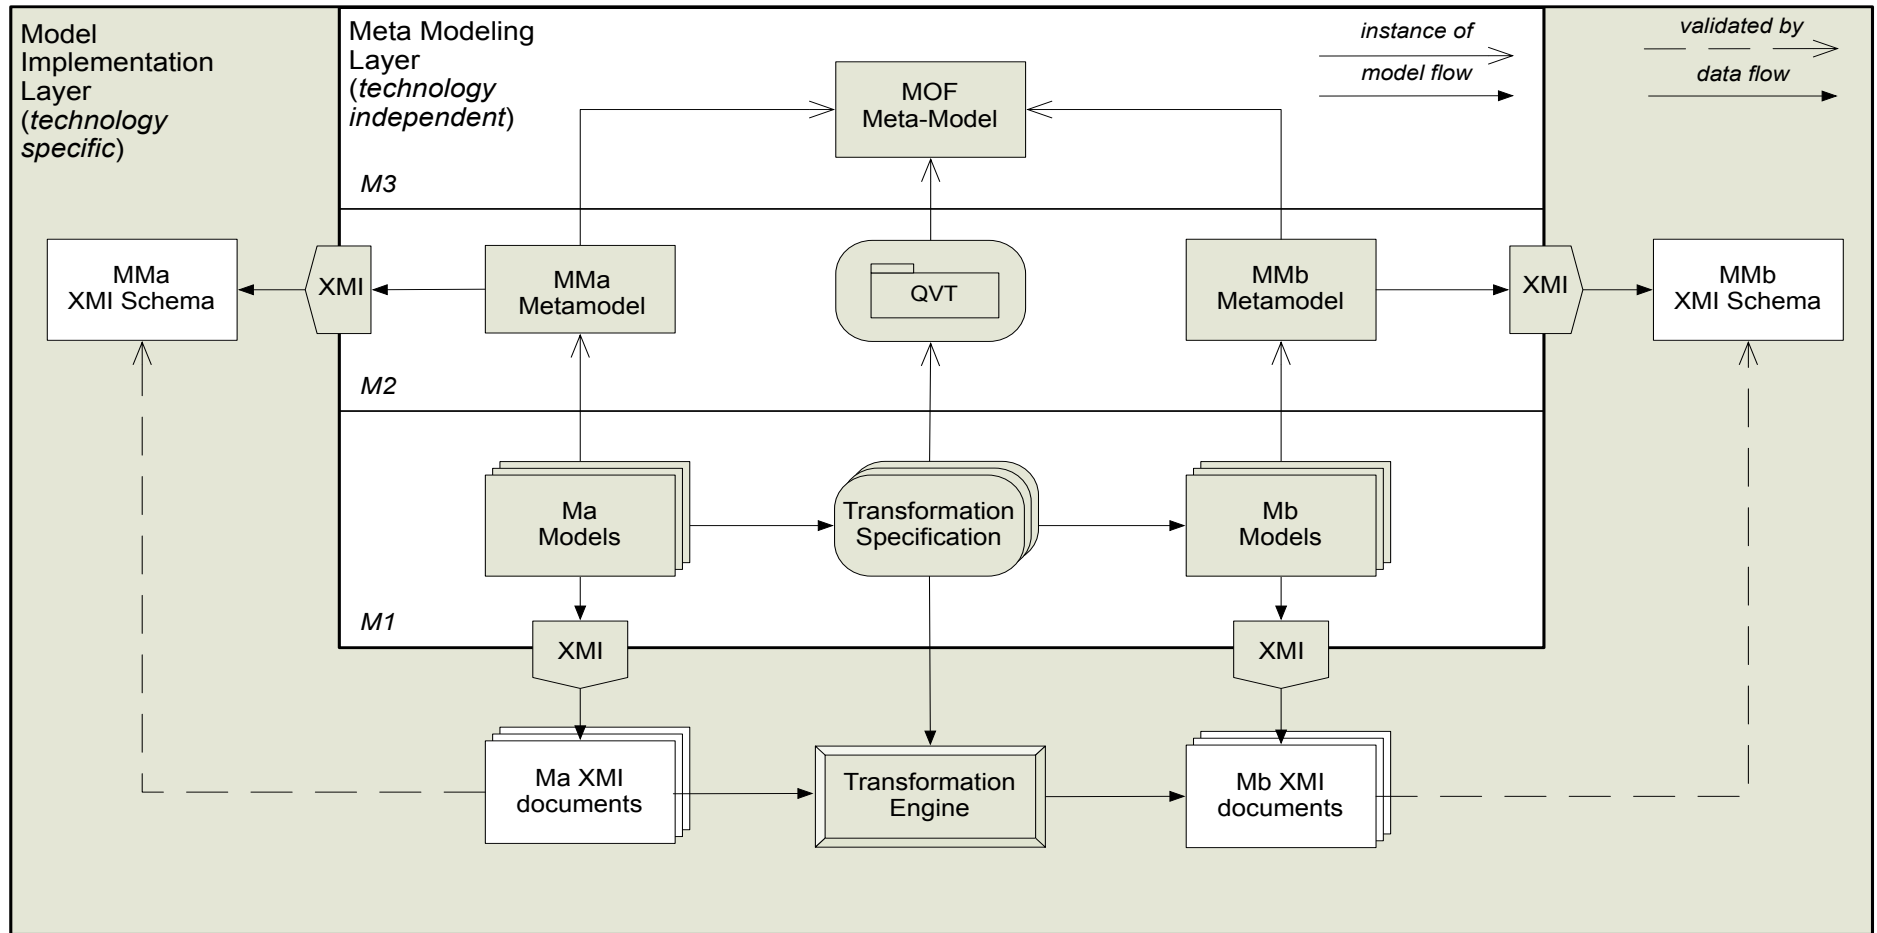 Model
Implementation
Layer
(technology
specific)
Meta Modeling
Layer
(technology
independent)
instance of
model flow
validated by
data flow
MOF
Meta-Model
M3
MMa
XMI Schema
XMI
MMa
Metamodel
QVT
MMb
Metamodel
XMI
MMb
XMI Schema
M2
Ma
Models
Transformation
Specification
Mb
Models
M1
XMI
XMI
Ma XMI
documents
Transformation
Engine
Mb XMI
documents